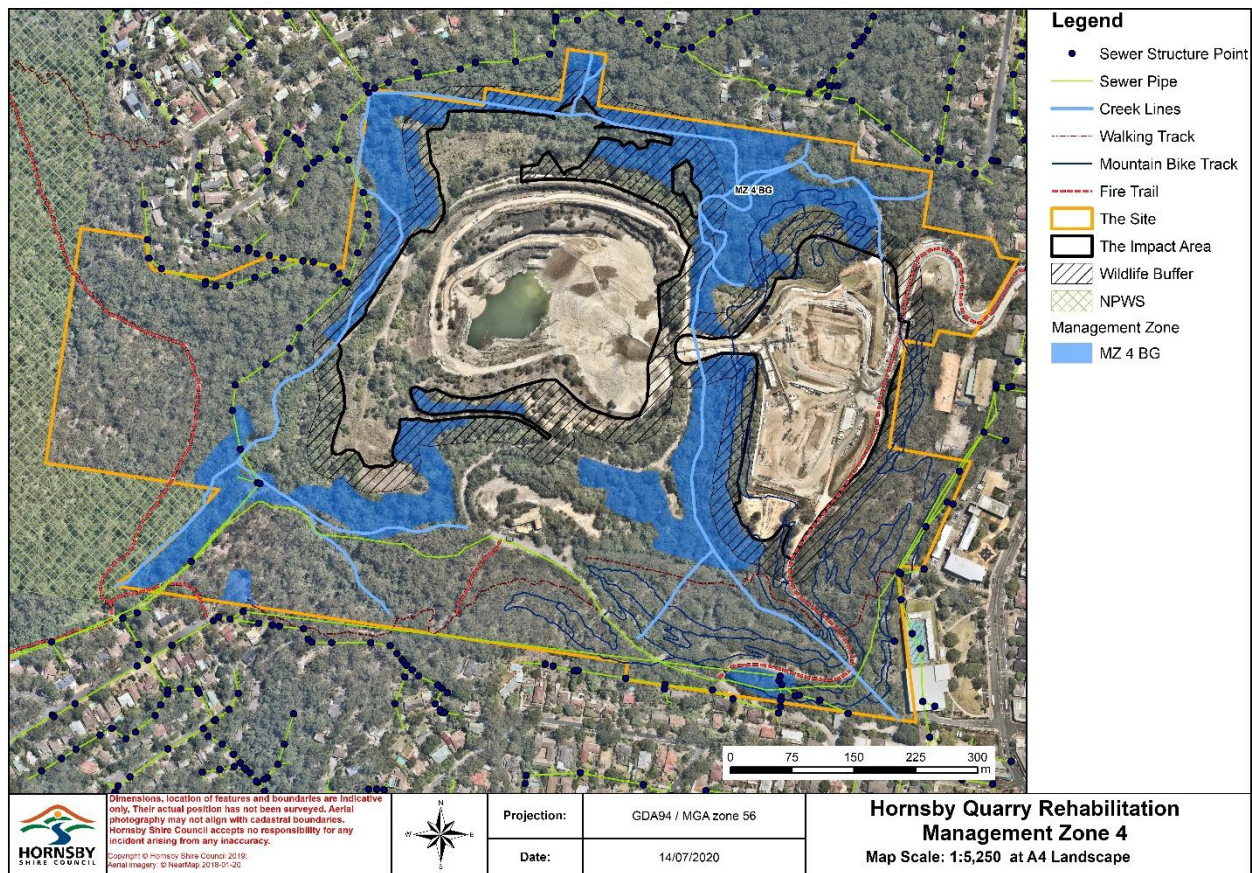 Legend
Sewer Structure Point
Sewer Pipe
Creek Lines
Walking Track
Mountain Bike Track
Fire Trail
The Site
The Impact Area
Wildlife Buffer
NPWS
Management Zone
MZ 4 BG
MZ 4 BG
0 75 150 225 300
m
HORNSBY
SHIRE COUNCIL
Dimensions, location of features and boundaries are indicative
only. Their actual position has not been surveyed. Aerial
photography may not align with cadastral boundaries.
Hornsby Shire Council accepts no responsibility for any
incident arising from any inaccuracy.
Copyright © Hornsby Shire Council 2019:
Aerial imagery: © NearMap 2018-01-20
N
W E
S
Projection: GDA94 / MGA zone 56
Date: 14/07/2020
Hornsby Quarry Rehabilitation
Management Zone 4
Map Scale: 1:5,250 at A4 Landscape